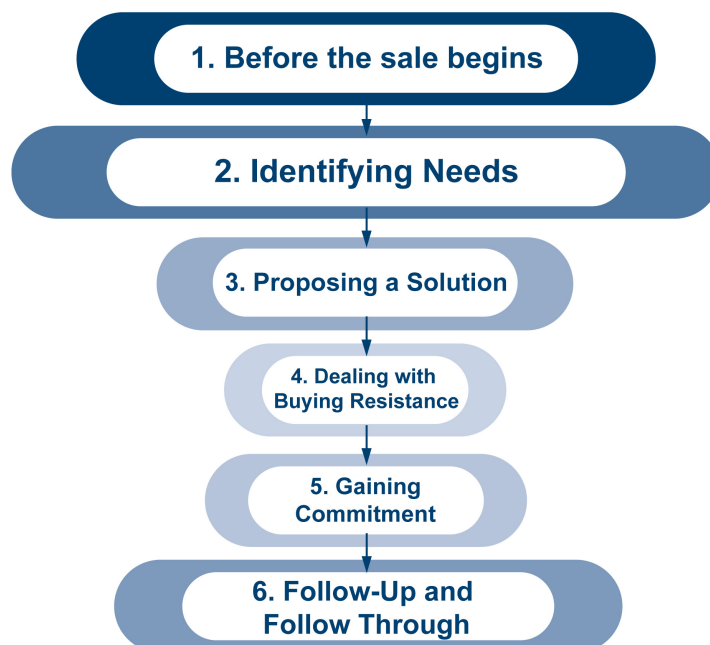 1. Before the sale begins
2. Identifying Needs
3. Proposing a Solution
4. Dealing with
Buying Resistance
5. Gaining
Commitment
6. Follow-Up and
Follow Through